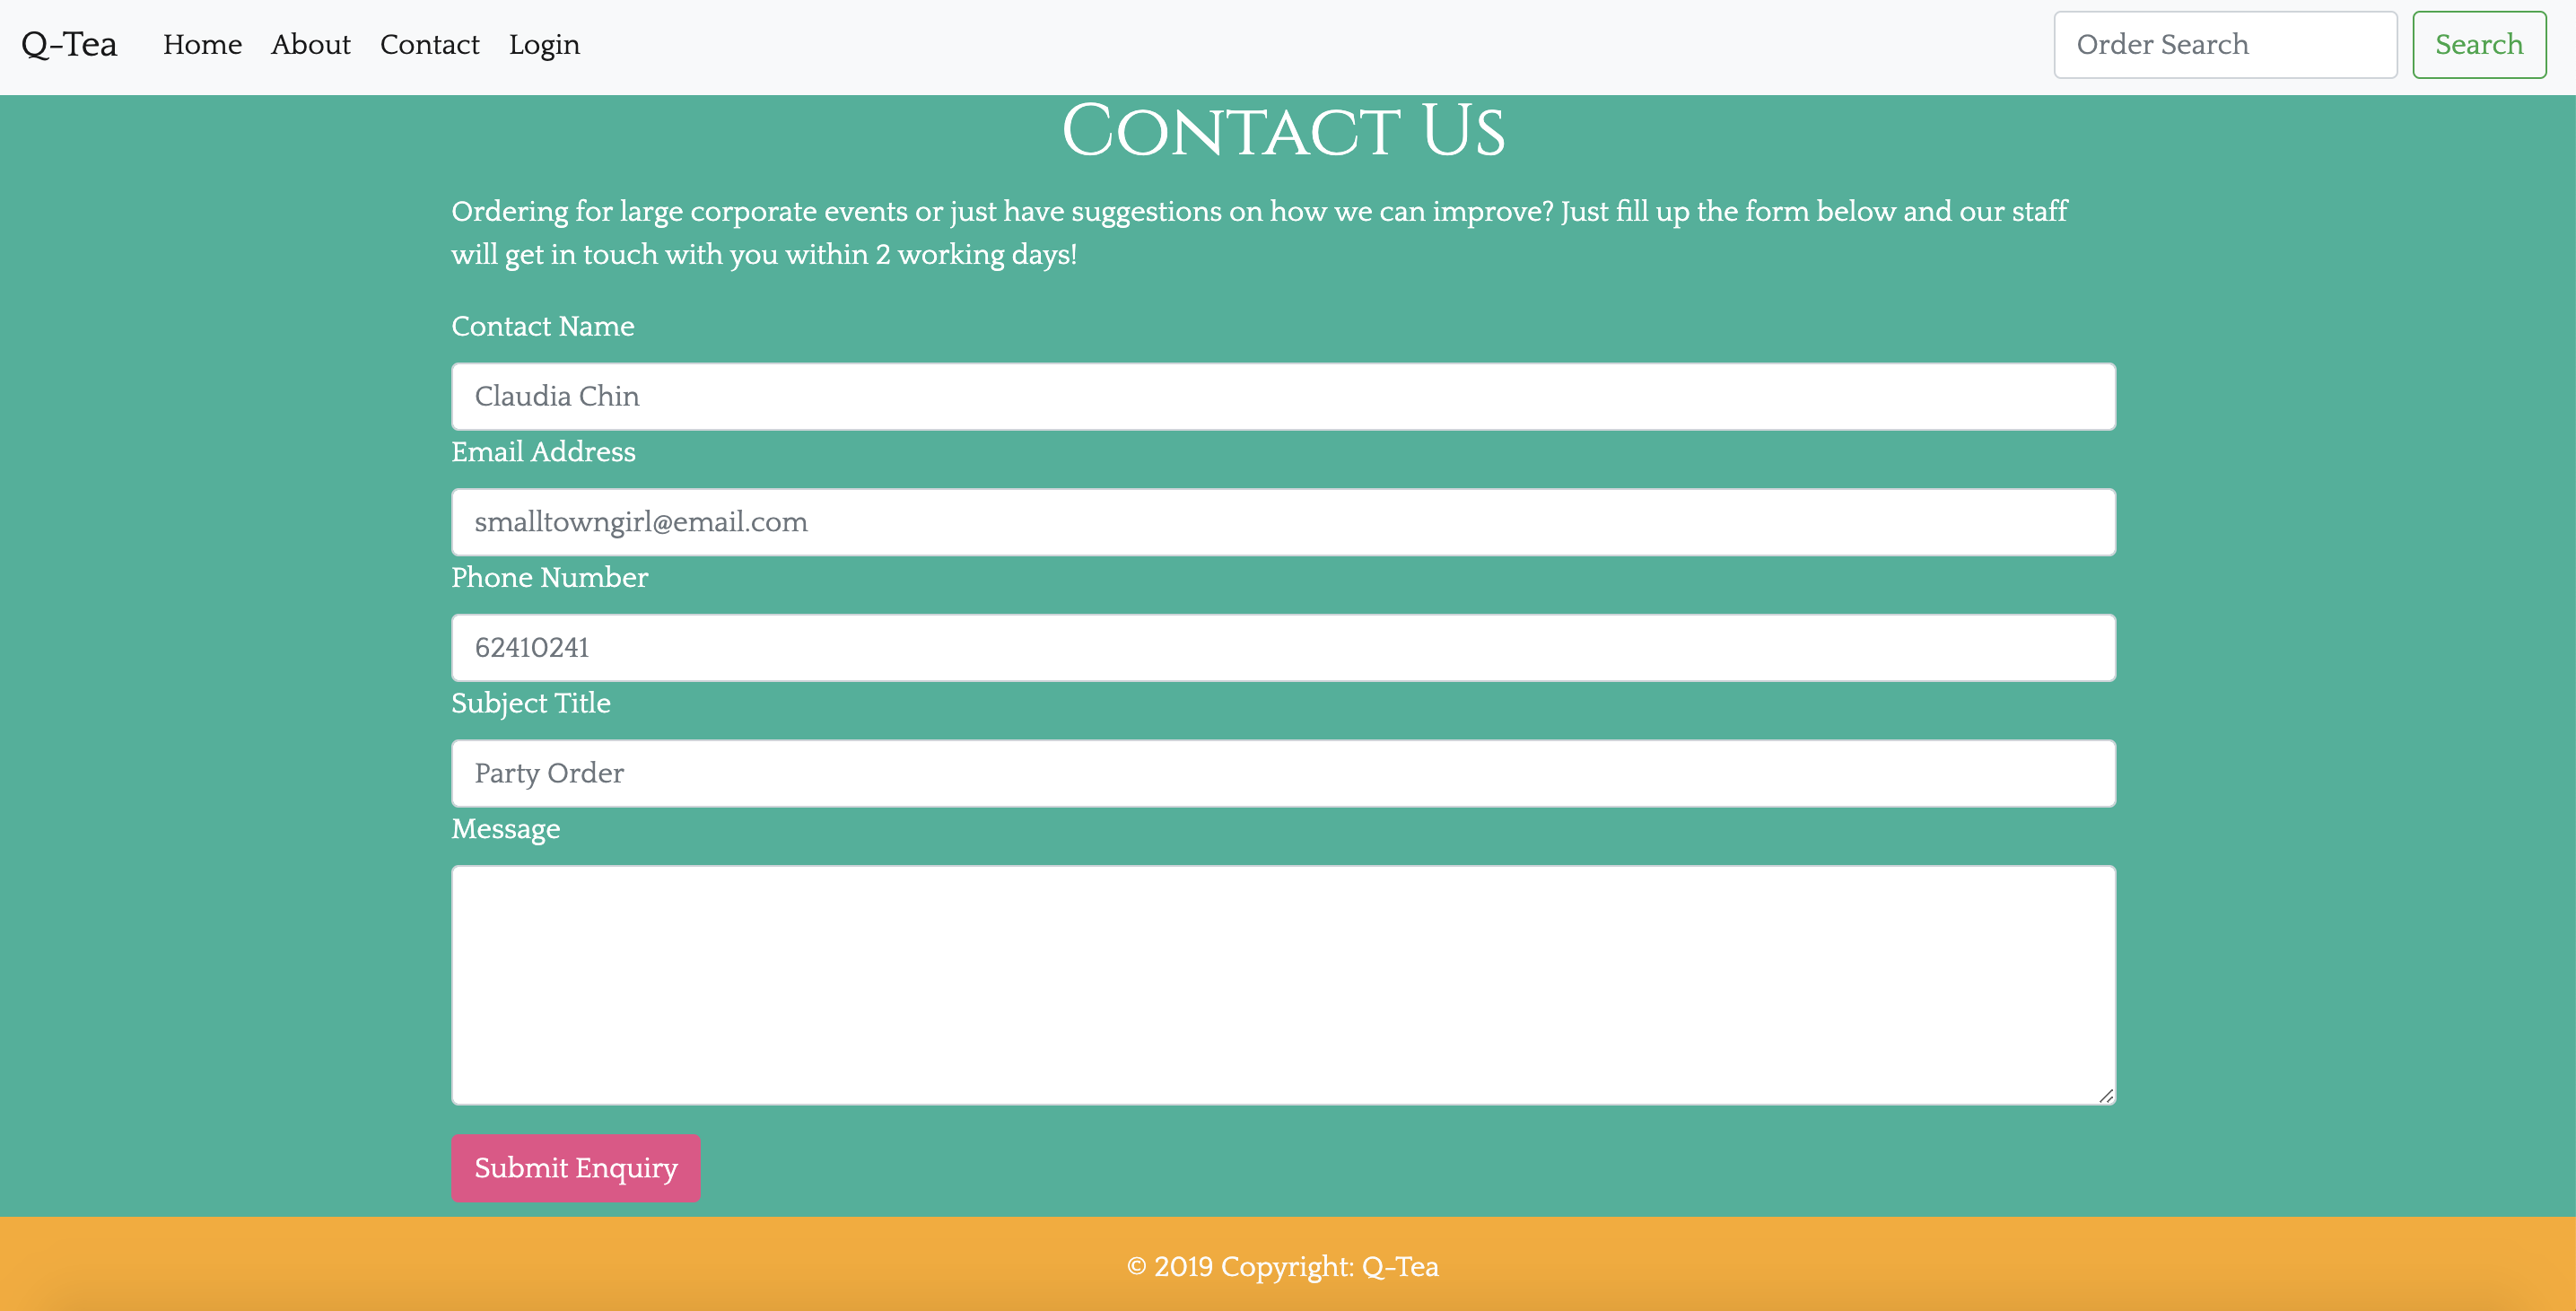 Q-Tea Home About Contact Login Order Search Search
Contact Us
Ordering for large corporate events or just have suggestions on how we can improve? Just fill up the form below and our staff
will get in touch with you within 2 working days!
Contact Name
Claudia Chin
Email Address
smalltowngirl@email.com
Phone Number
62410241
Subject Title
Party Order
Message
Submit Enquiry
© 2019 Copyright: Q-Tea